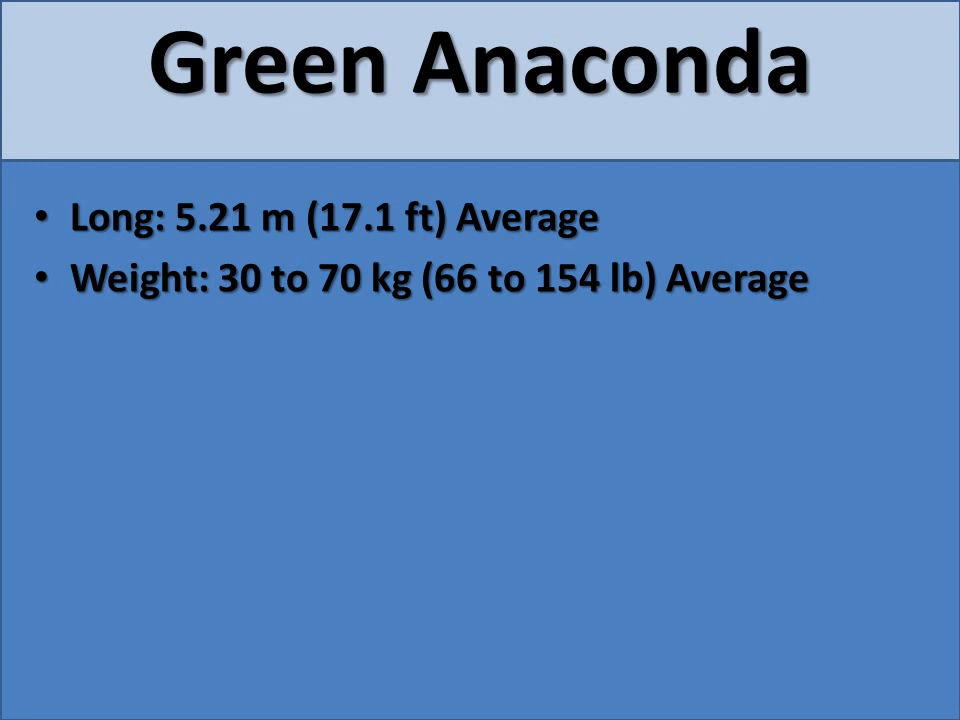 Green Anaconda
• Long: 5.21 m (17.1 ft) Average
• Weight: 30 to 70 kg (66 to 154 lb) Average